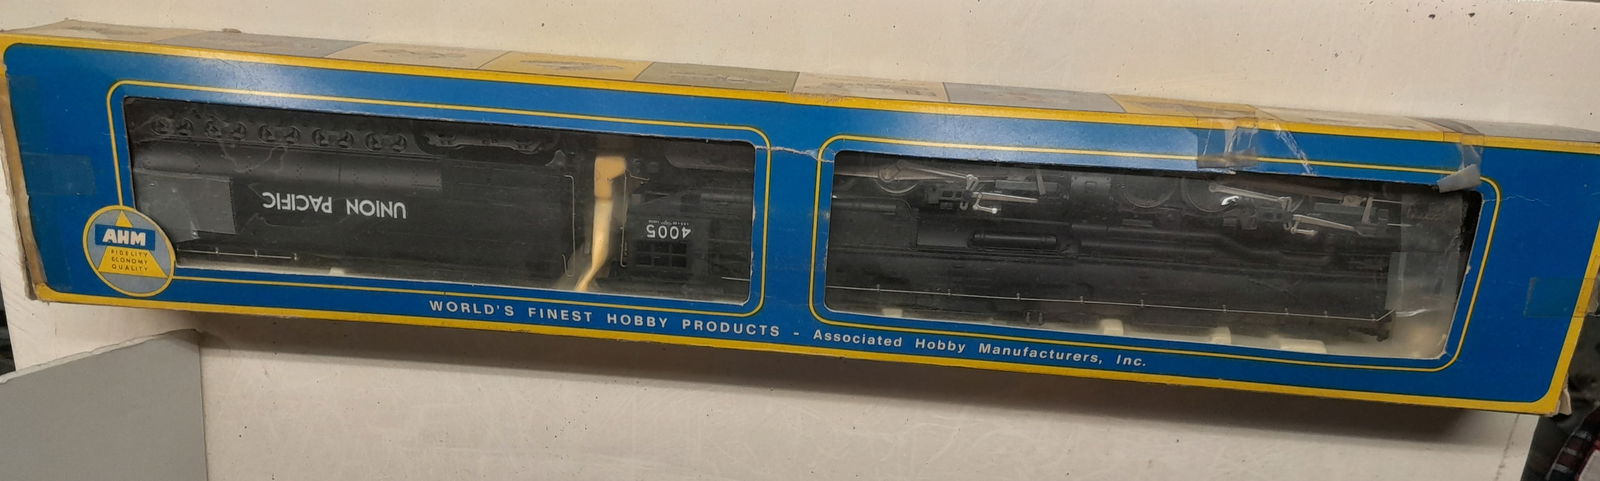 UNION PACIFIC
4005
AHM
FIDELITY
ECONOMY
QUALITY
WORLD'S FINEST HOBBY PRODUCTS - Associated Hobby Manufacturers, Inc.